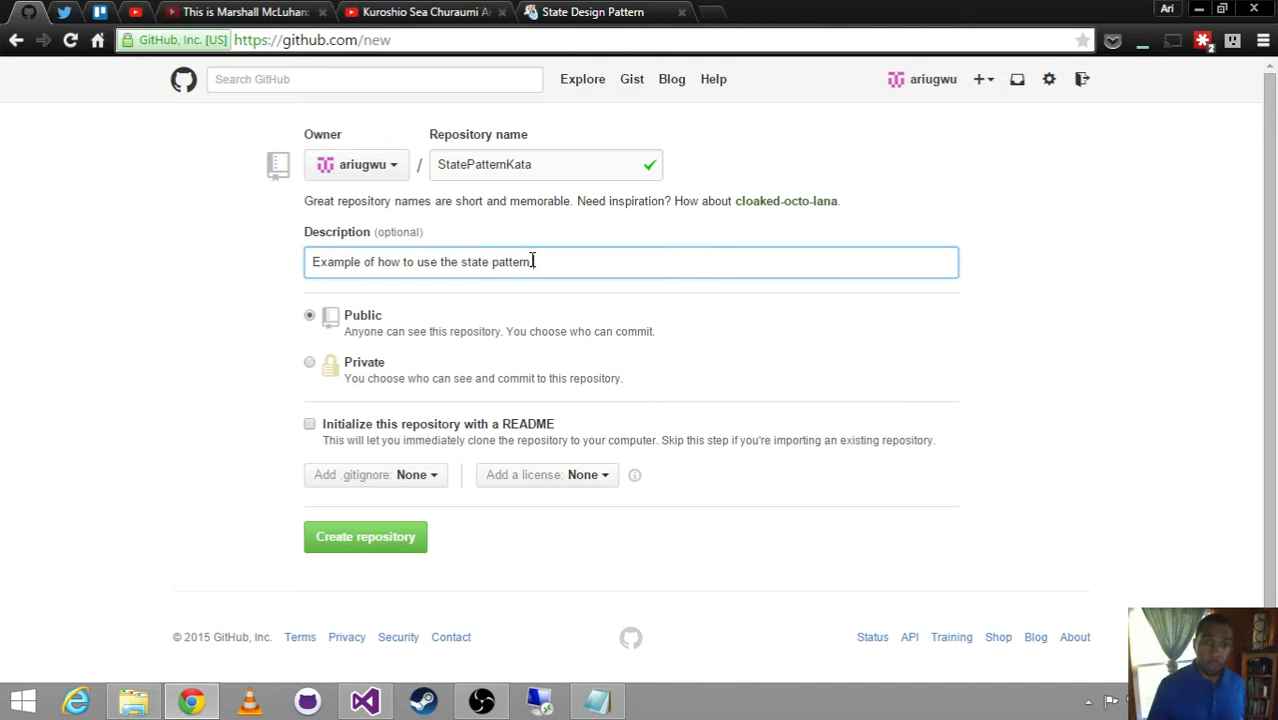 This is Marshall McLuhan:
Kuroshio Sea Churaumi A
State Design Pattern
Ari
GitHub, Inc. [US]
https://github.com/new
2
Search GitHub
Explore
Gist
Blog
Help
ariugwu
Owner
Repository name
ariugwu
/
StatePatternKata
Great repository names are short and memorable. Need inspiration? How about cloaked-octo-lana.
Description (optional)
Example of how to use the state pattern.
Public
Anyone can see this repository. You choose who can commit.
Private
You choose who can see and commit to this repository.
Initialize this repository with a README
This will let you immediately clone the repository to your computer. Skip this step if you're importing an existing repository.
Add .gitignore: None
Add a license: None
Create repository
© 2015 GitHub, Inc.
Terms
Privacy
Security
Contact
Status
API
Training
Shop
Blog
About